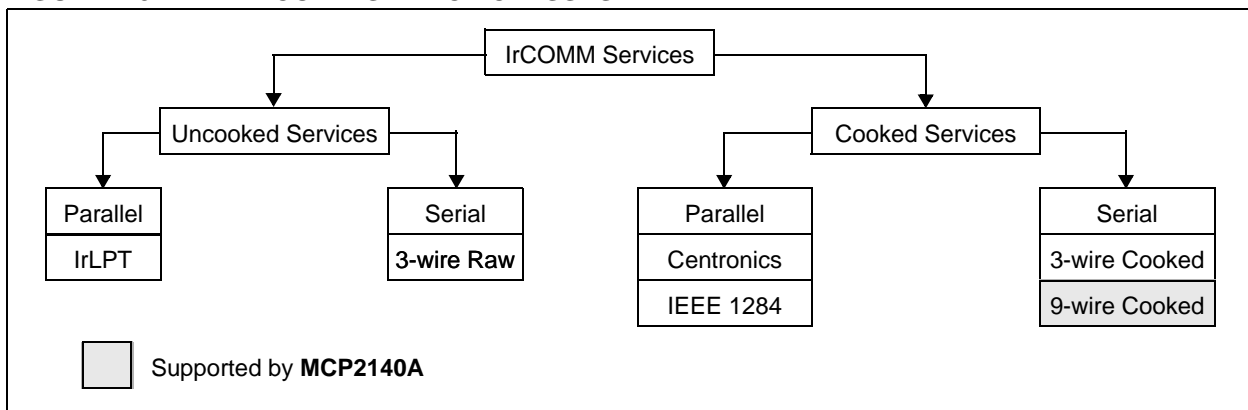 IrCOMM Services
Uncooked Services
Cooked Services
Parallel
IrLPT
Serial
3-wire Raw
Parallel
Centronics
IEEE 1284
Serial
3-wire Cooked
9-wire Cooked
Supported by MCP2140A